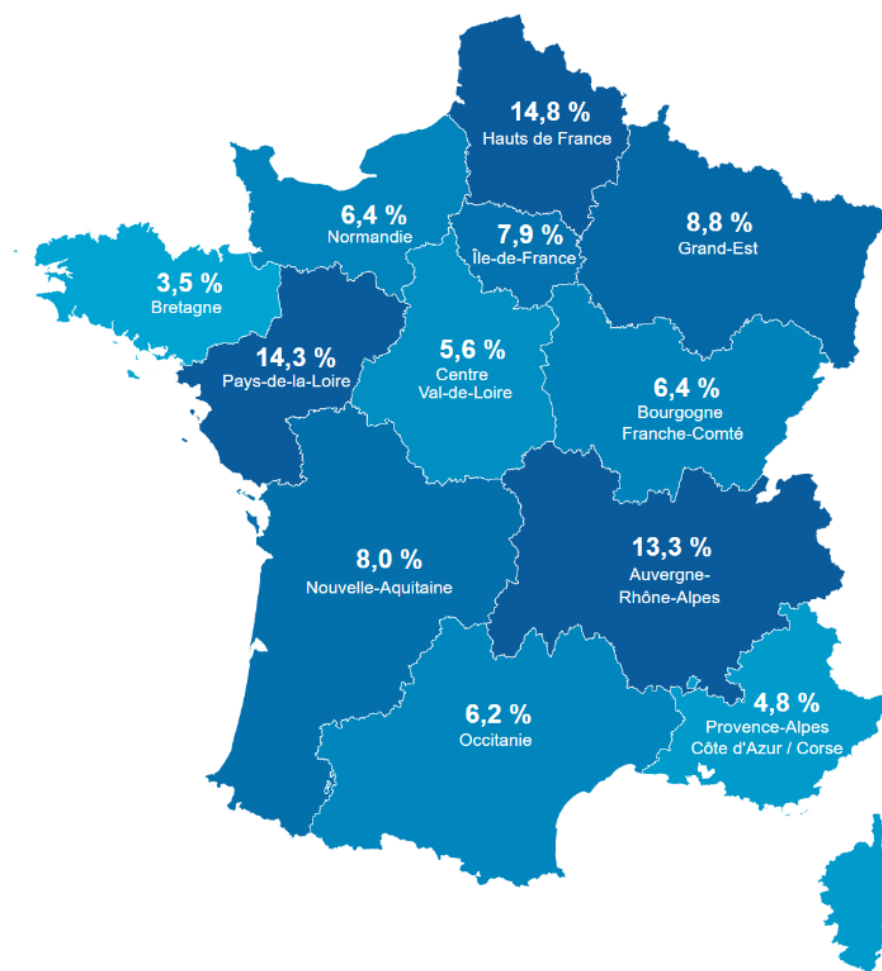 14,8 %
Hauts de France
6,4 %
Normandie
7,9 %
Île-de-France
8,8 %
Grand-Est
3,5 %
Bretagne
14,3 %
Pays-de-la-Loire
5,6 %
Centre
Val-de-Loire
6,4 %
Bourgogne
Franche-Comté
8,0 %
Nouvelle-Aquitaine
13,3 %
Auvergne-
Rhône-Alpes
6,2 %
Occitanie
4,8 %
Provence-Alpes
Côte d'Azur / Corse